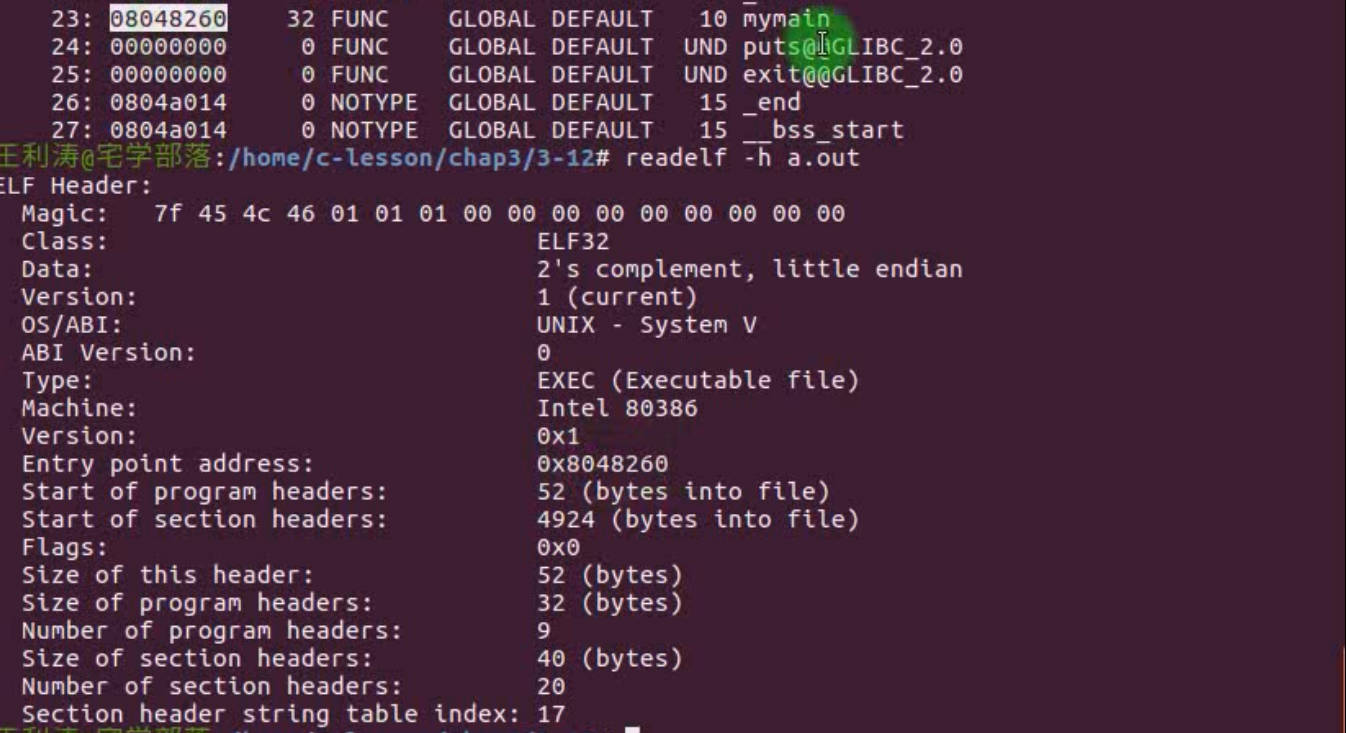 23: 08048260 32 FUNC GLOBAL DEFAULT 10 mymain
24: 00000000 0 FUNC GLOBAL DEFAULT UND puts@@GLIBC_2.0
25: 00000000 0 FUNC GLOBAL DEFAULT UND exit@@GLIBC_2.0
26: 0804a014 0 NOTYPE GLOBAL DEFAULT 15 _end
27: 0804a014 0 NOTYPE GLOBAL DEFAULT 15 __bss_start
王利涛@宅学部落:/home/c-lesson/chap3/3-12# readelf -h a.out
ELF Header:
Magic: 7f 45 4c 46 01 01 01 00 00 00 00 00 00 00 00 00
Class: ELF32
Data: 2's complement, little endian
Version: 1 (current)
OS/ABI: UNIX - System V
ABI Version: 0
Type: EXEC (Executable file)
Machine: Intel 80386
Version: 0x1
Entry point address: 0x8048260
Start of program headers: 52 (bytes into file)
Start of section headers: 4924 (bytes into file)
Flags: 0x0
Size of this header: 52 (bytes)
Size of program headers: 32 (bytes)
Number of program headers: 9
Size of section headers: 40 (bytes)
Number of section headers: 20
Section header string table index: 17